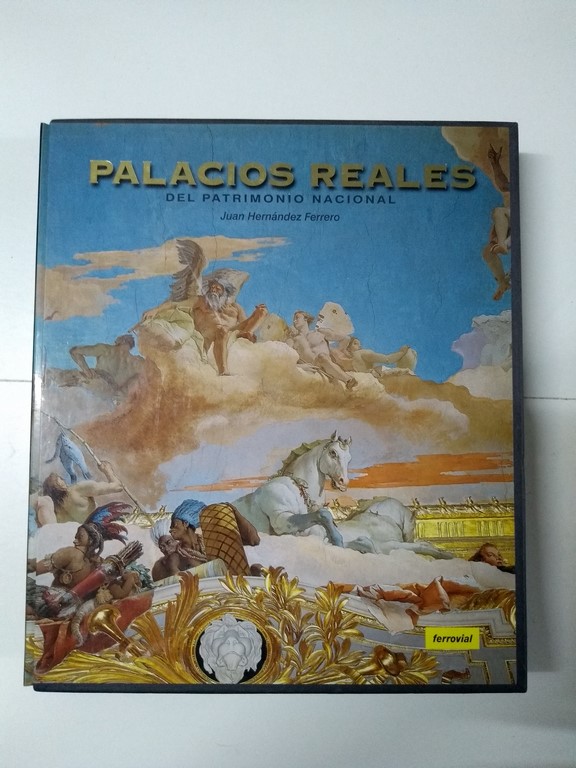 PALACIOS REALES
DEL PATRIMONIO NACIONAL
Juan Hernández Ferrero
ferrovial